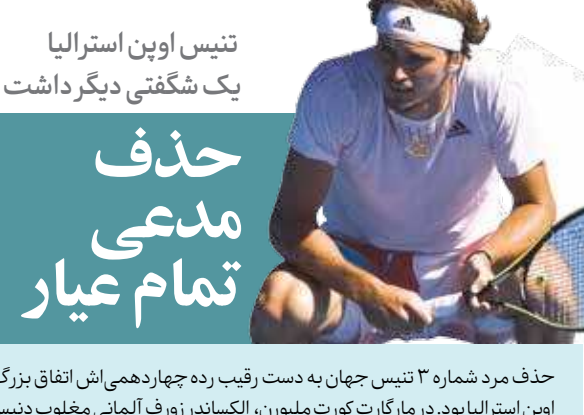 تنیس اوپن استرالیا
یک شگفتی دیگر داشت
حذف
مدعی
تمام عیار
حذف مرد شماره ۳ تنیس جهان به دست رقیب رده چهاردهمی‌اش اتفاق بزرگ
اوپن استرالیا بود. در مارگارت کورت ملبورن، الکساندر زورف آلمانی مغلوب دنیس